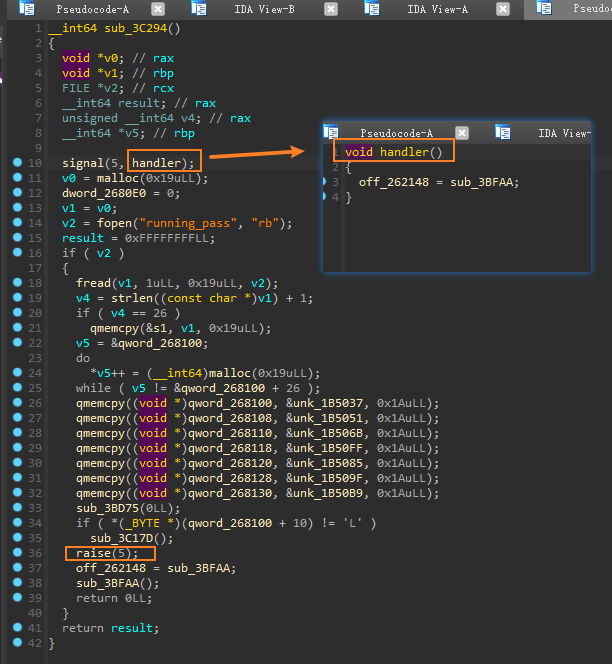 Pseudocode-A
IDA View-B
IDA View-A
Pseudoc
1 __int64 sub_3C294()
2 {
3 void *v0; // rax
4 void *v1; // rbp
5 FILE *v2; // rcx
6 __int64 result; // rax
7 unsigned __int64 v4; // rax
8 __int64 *v5; // rbp
9
10 signal(5, handler);
11 v0 = malloc(0x19uLL);
12 dword_2680E0 = 0;
13 v1 = v0;
14 v2 = fopen("running_pass", "rb");
15 result = 0xFFFFFFFFLL;
16 if ( v2 )
17 {
18 fread(v1, 1uLL, 0x19uLL, v2);
19 v4 = strlen((const char *)v1) + 1;
20 if ( v4 == 26 )
21 qmemcpy(&s1, v1, 0x19uLL);
22 v5 = &qword_268100;
23 do
24 *v5++ = (__int64)malloc(0x19uLL);
25 while ( v5 != &qword_268100 + 26 );
26 qmemcpy((void *)qword_268100, &unk_1B5037, 0x1AuLL);
27 qmemcpy((void *)qword_268108, &unk_1B5051, 0x1AuLL);
28 qmemcpy((void *)qword_268110, &unk_1B506B, 0x1AuLL);
29 qmemcpy((void *)qword_268118, &unk_1B50FF, 0x1AuLL);
30 qmemcpy((void *)qword_268120, &unk_1B5085, 0x1AuLL);
31 qmemcpy((void *)qword_268128, &unk_1B509F, 0x1AuLL);
32 qmemcpy((void *)qword_268130, &unk_1B50B9, 0x1AuLL);
33 sub_3BD75(0LL);
34 if ( *(_BYTE *)(qword_268100 + 10) != 'L' )
35 sub_3C17D();
36 raise(5);
37 off_262148 = sub_3BFAA;
38 sub_3BFAA();
39 return 0LL;
40 }
41 return result;
42 }
Pseudocode-A
IDA View-
1 void handler()
2 {
3 off_262148 = sub_3BFAA;
4 }